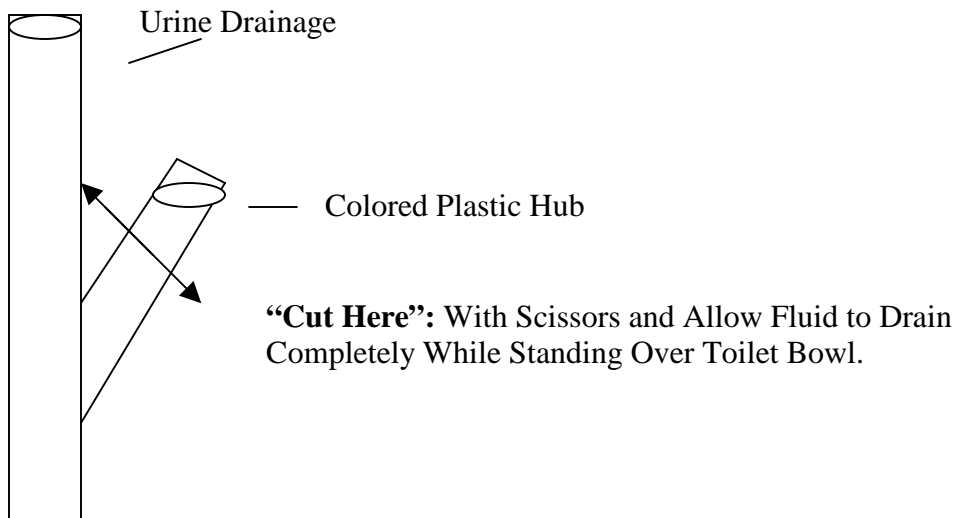 Urine Drainage
Colored Plastic Hub
“Cut Here”: With Scissors and Allow Fluid to Drain
Completely While Standing Over Toilet Bowl.